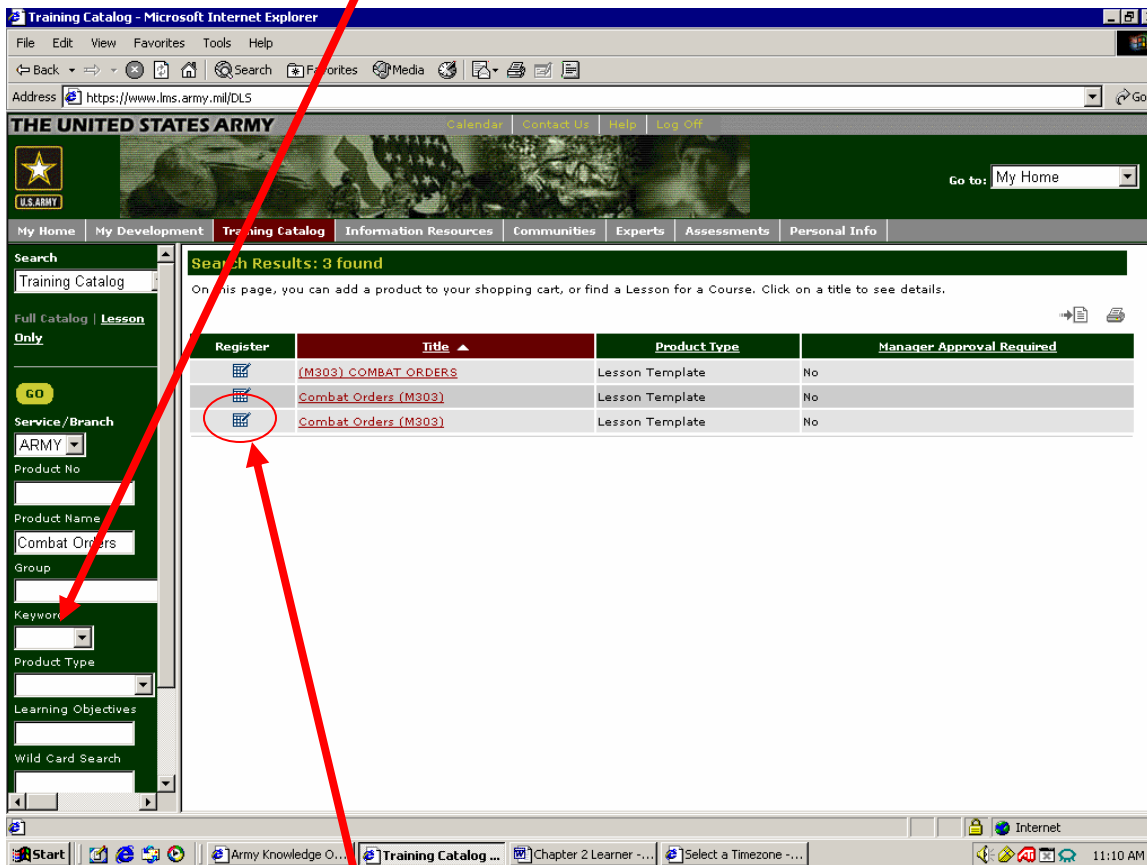 Training Catalog - Microsoft Internet Explorer
File Edit View Favorites Tools Help
Back Search Favorites Media
Address https://www.lms.army.mil/DLS Go
THE UNITED STATES ARMY
Calendar | Contact Us | Help | Log Off
U.S.ARMY
Go to: My Home
My Home My Development Training Catalog Information Resources Communities Experts Assessments Personal Info
Search
Training Catalog
Full Catalog | Lesson
Only
GO
Service/Branch
ARMY
Product No
Product Name
Combat Orders
Group
Keyword
Product Type
Learning Objectives
Wild Card Search
Search Results: 3 found
On this page, you can add a product to your shopping cart, or find a Lesson for a Course. Click on a title to see details.
Register Title Product Type Manager Approval Required
(M303) COMBAT ORDERS Lesson Template No
Combat Orders (M303) Lesson Template No
Combat Orders (M303) Lesson Template No
Internet
Start Army Knowledge O... Training Catalog ... Chapter 2 Learner -... Select a Timezone -... 11:10 AM